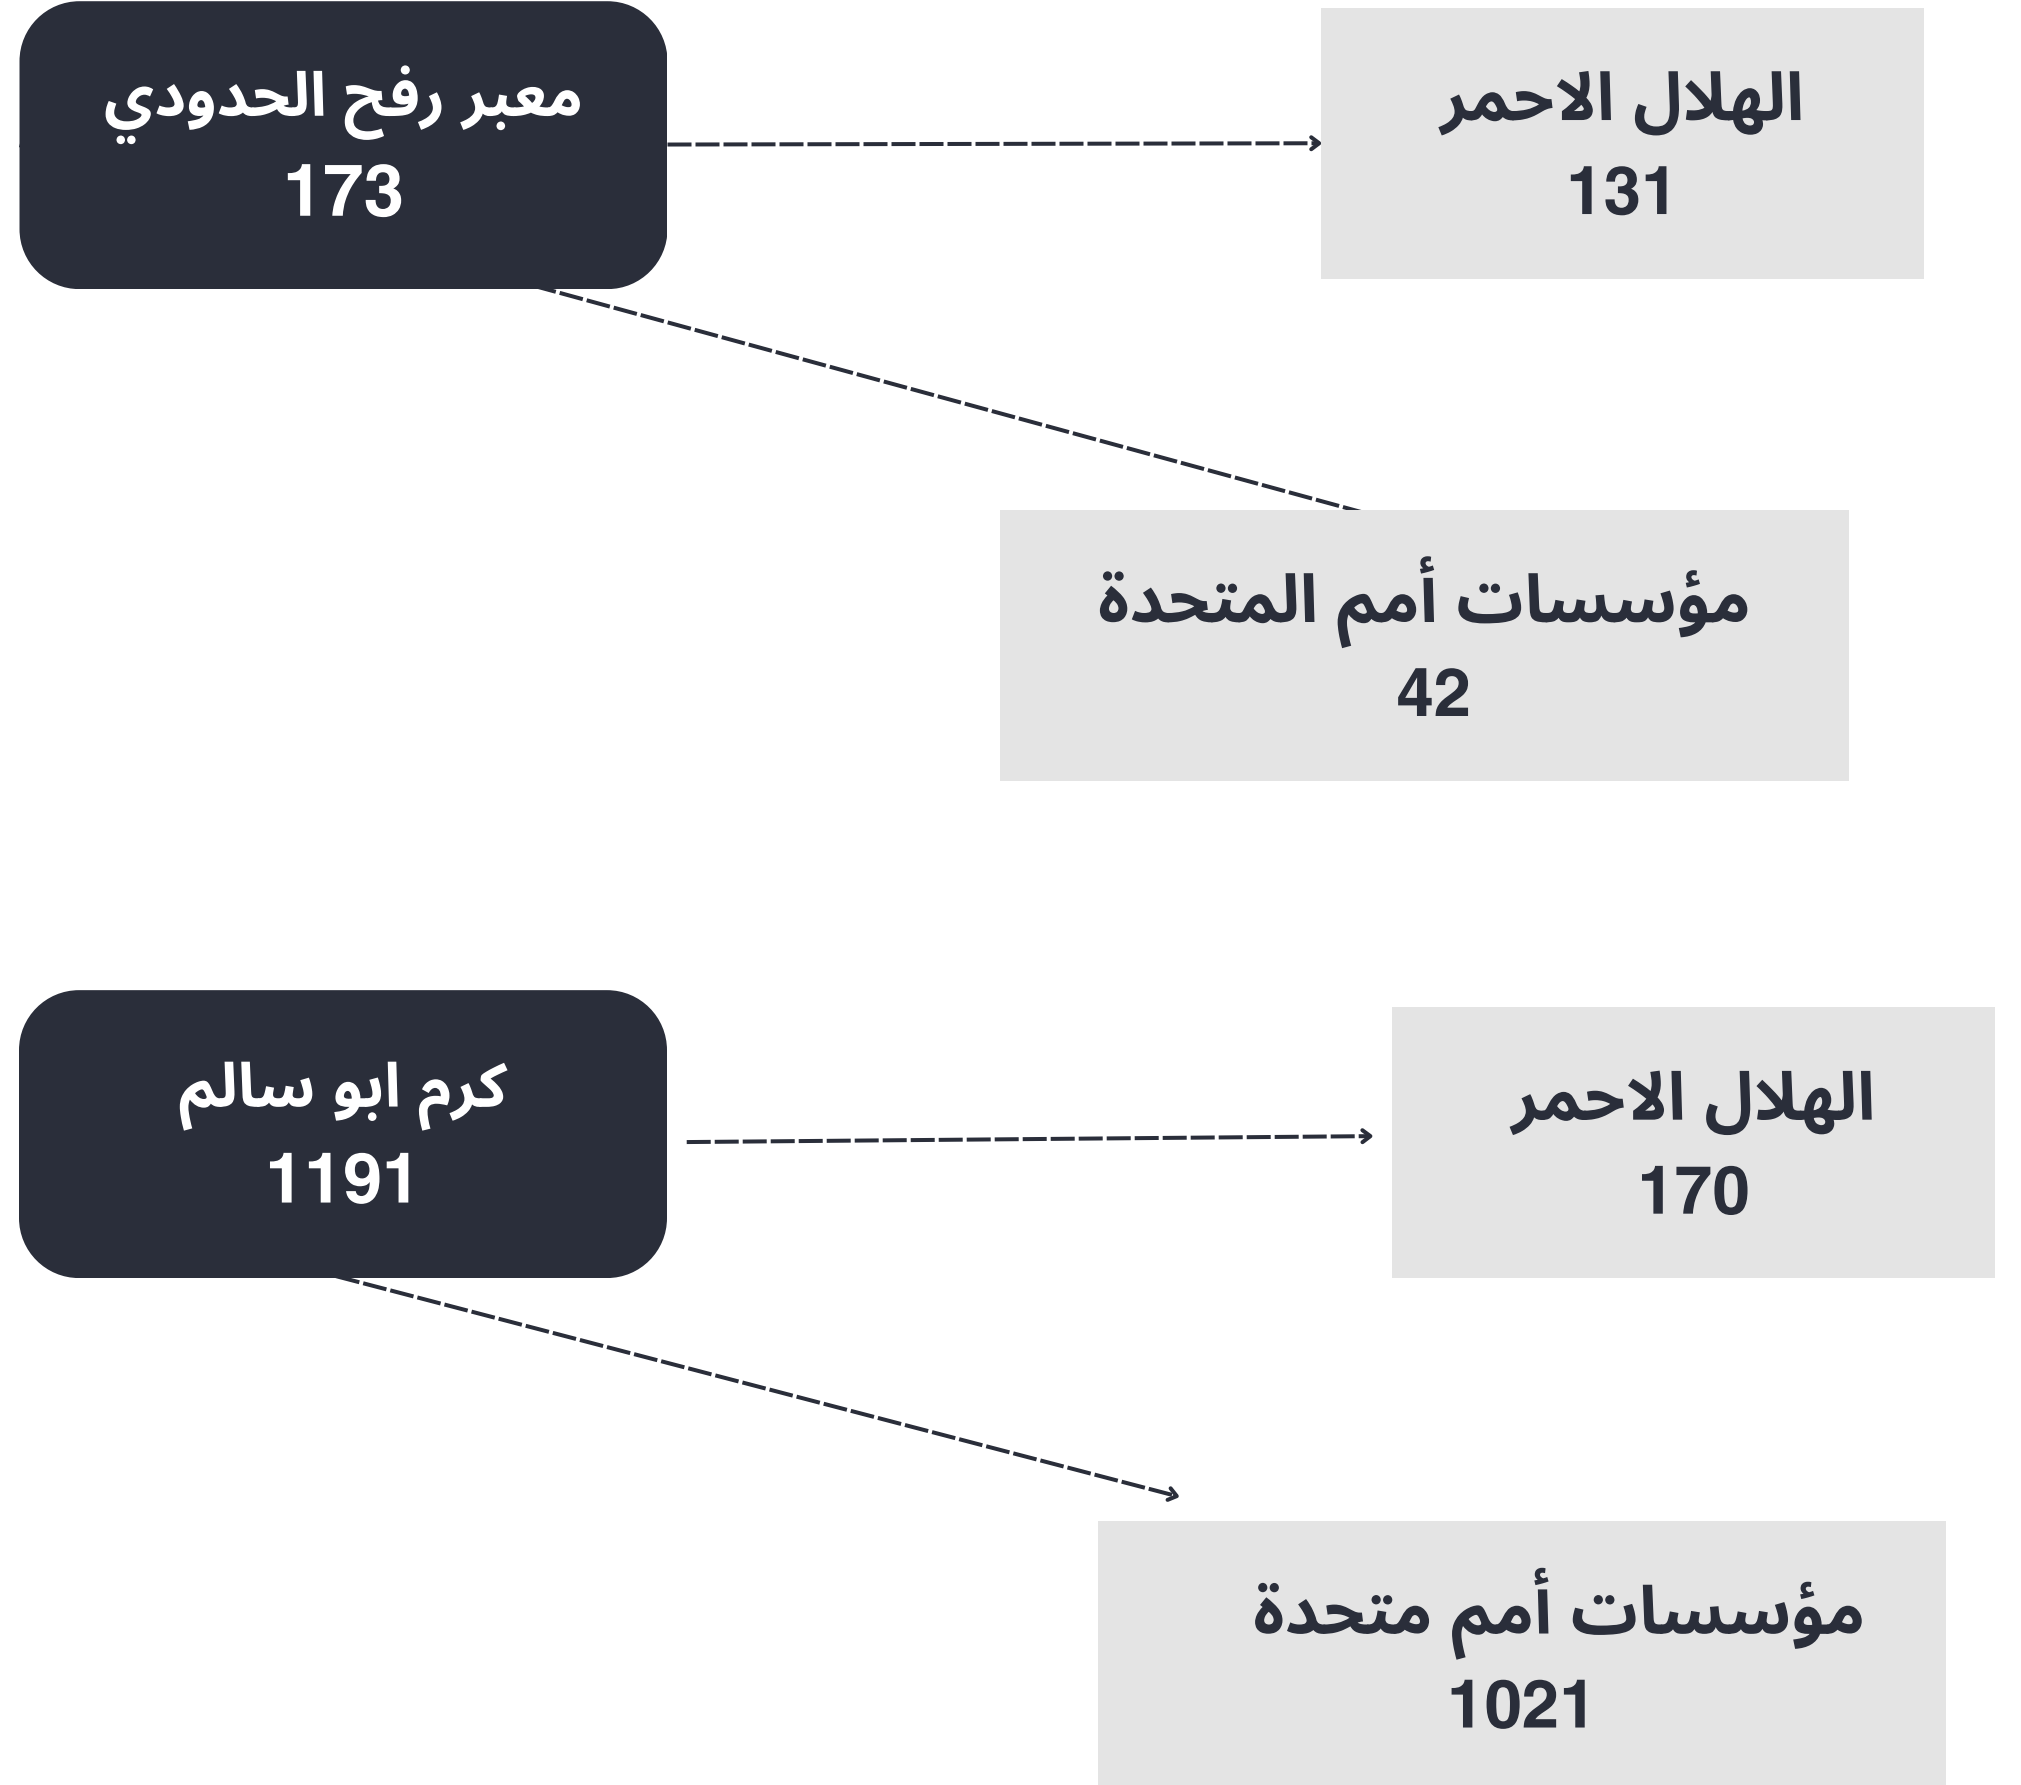 معبر رفح الحدودي
173
الهلال الاحمر
131
مؤسسات أمم المتحدة
42
كرم ابو سالم
1191
الهلال الاحمر
170
مؤسسات أمم متحدة
1021